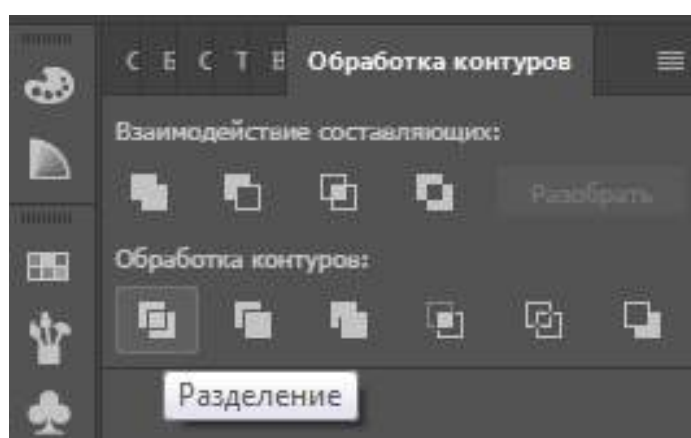 С Б С Т В Обработка контуров
Взаимодействие составляющих:
Разобрать
Обработка контуров:
Разделение